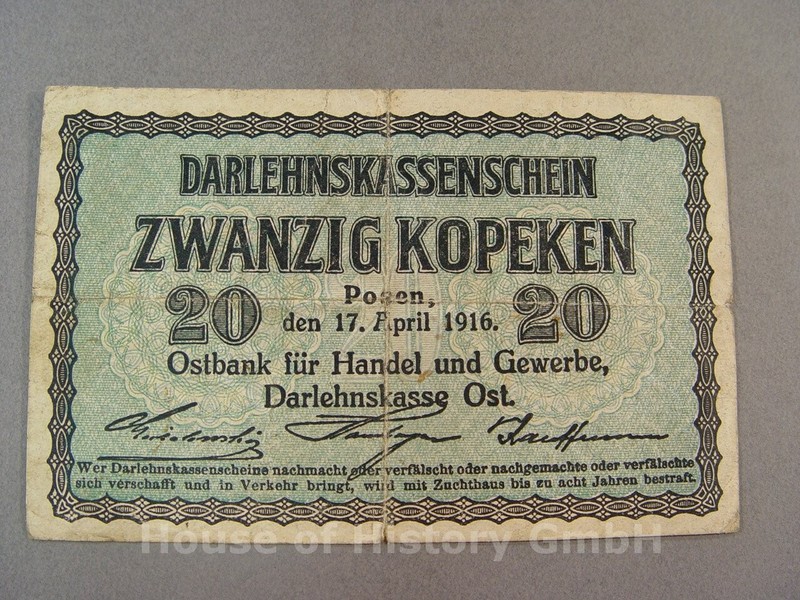 DARLEHNSKASSENSCHEIN
ZWANZIG KOPEKEN
20 20
Posen,
den 17. April 1916.
Ostbank für Handel und Gewerbe,
Darlehnskasse Ost.
Kauffmann
Wer Darlehnskassenscheine nachmacht oder verfälscht oder nachgemachte oder verfälschte
sich verschafft und in Verkehr bringt, wird mit Zuchthaus bis zu acht Jahren bestraft.
House of History GmbH